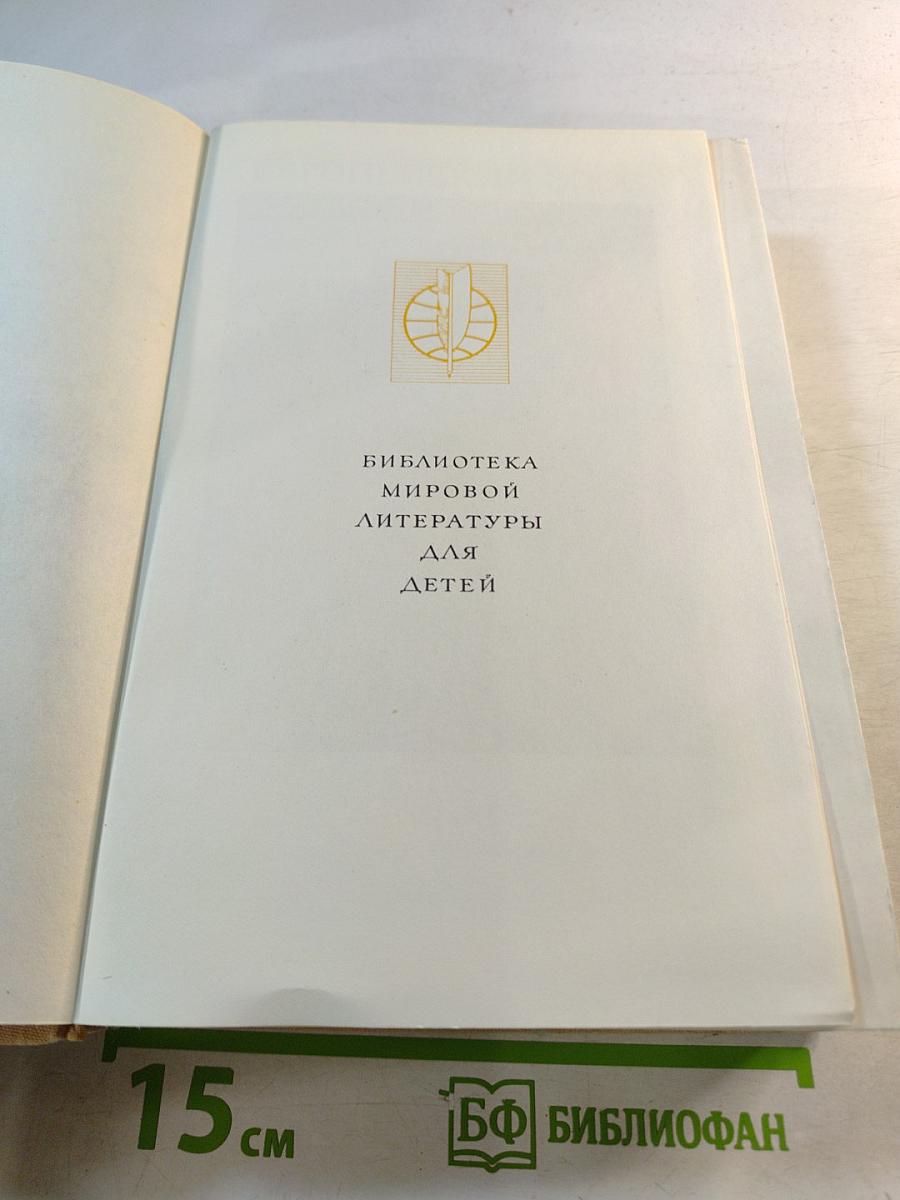 БИБЛИОТЕКА
МИРОВОЙ
ЛИТЕРАТУРЫ
ДЛЯ
ДЕТЕЙ
15 см
БФ БИБЛИОФАН